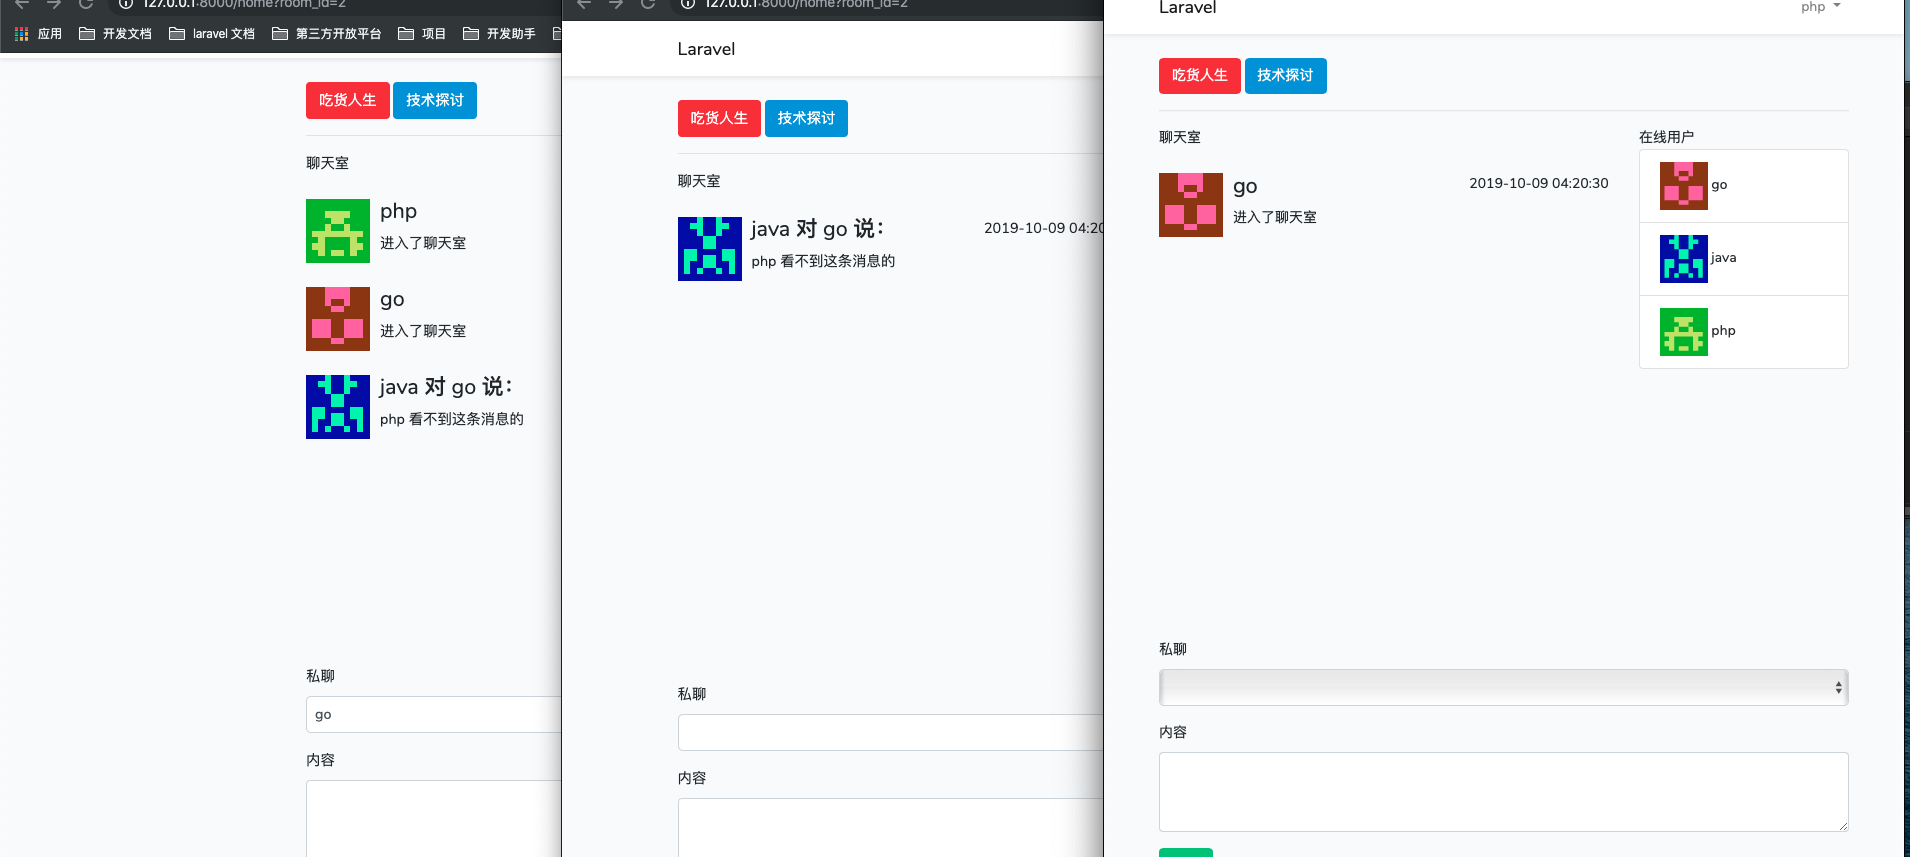 127.0.0.1:8000/home?room_id=2
应用
开发文档
laravel 文档
第三方开放平台
项目
开发助手
吃货人生
技术探讨
聊天室
php
进入了聊天室
go
进入了聊天室
java 对 go 说：
php 看不到这条消息的
私聊
go
内容
127.0.0.1:8000/home?room_id=2
Laravel
吃货人生
技术探讨
聊天室
java 对 go 说：
2019-10-09 04:20
php 看不到这条消息的
私聊
内容
Laravel
php
吃货人生
技术探讨
聊天室
go
2019-10-09 04:20:30
进入了聊天室
在线用户
go
java
php
私聊
内容